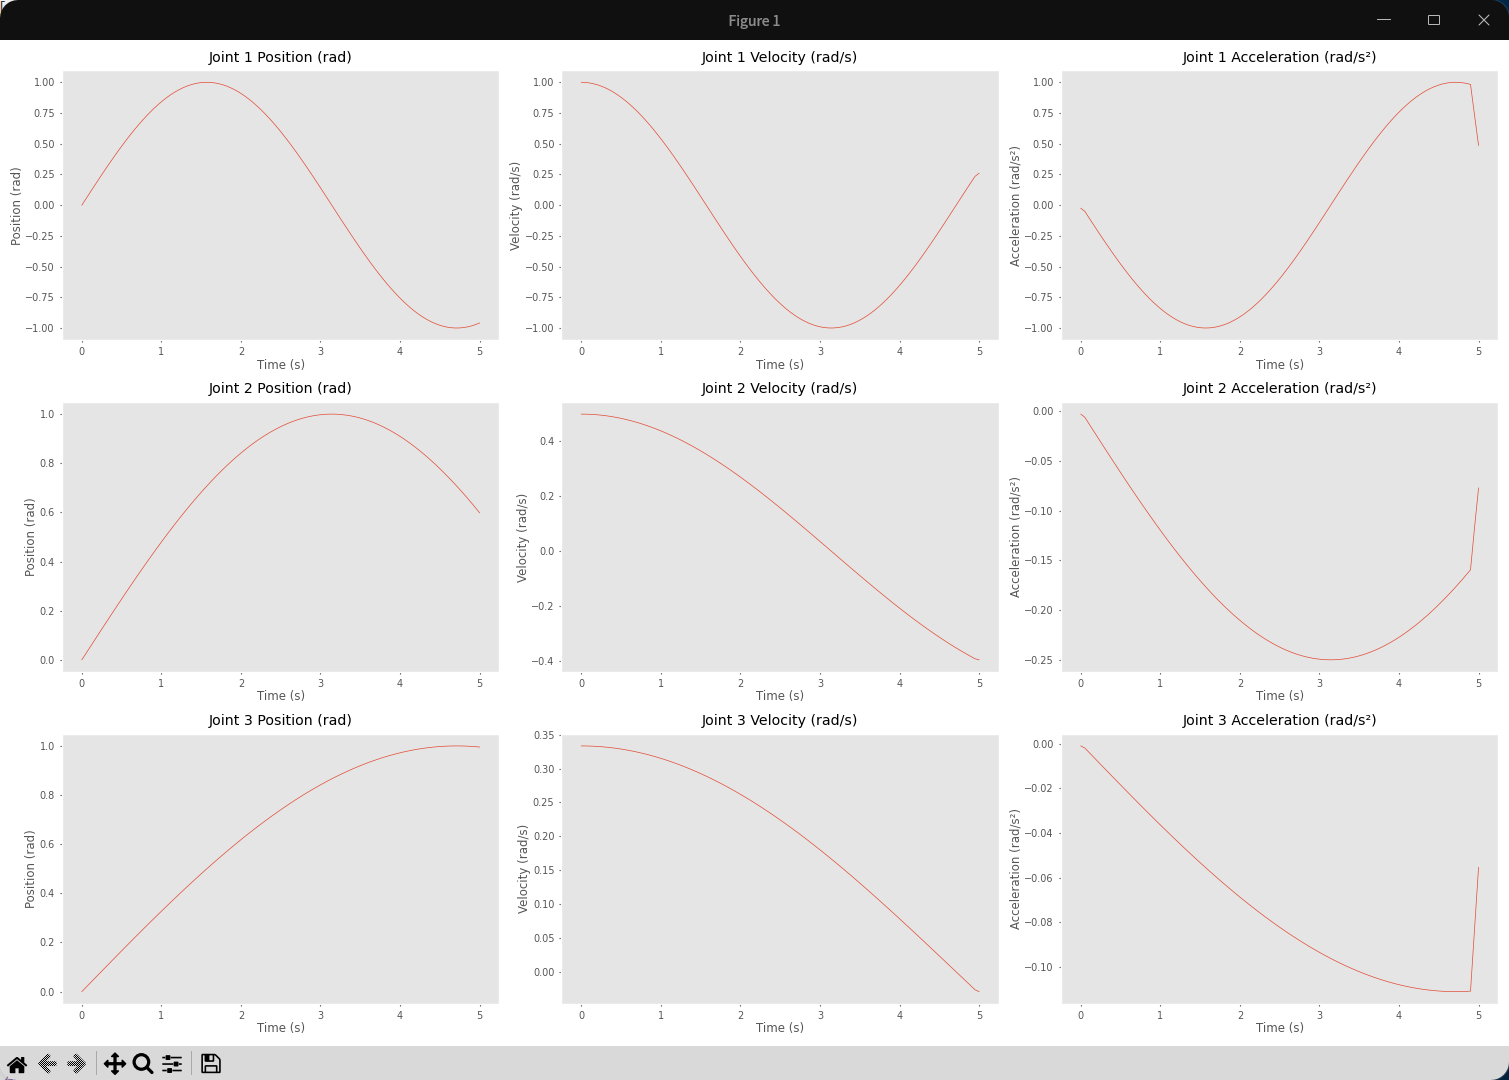 Figure 1
Joint 1 Position (rad)
Position (rad)
1.00
0.75
0.50
0.25
0.00
−0.25
−0.50
−0.75
−1.00
0 1 2 3 4 5
Time (s)
Joint 1 Velocity (rad/s)
Velocity (rad/s)
1.00
0.75
0.50
0.25
0.00
−0.25
−0.50
−0.75
−1.00
0 1 2 3 4 5
Time (s)
Joint 1 Acceleration (rad/s²)
Acceleration (rad/s²)
1.00
0.75
0.50
0.25
0.00
−0.25
−0.50
−0.75
−1.00
0 1 2 3 4 5
Time (s)
Joint 2 Position (rad)
Position (rad)
1.0
0.8
0.6
0.4
0.2
0.0
0 1 2 3 4 5
Time (s)
Joint 2 Velocity (rad/s)
Velocity (rad/s)
0.4
0.2
0.0
−0.2
−0.4
0 1 2 3 4 5
Time (s)
Joint 2 Acceleration (rad/s²)
Acceleration (rad/s²)
0.00
−0.05
−0.10
−0.15
−0.20
−0.25
0 1 2 3 4 5
Time (s)
Joint 3 Position (rad)
Position (rad)
1.0
0.8
0.6
0.4
0.2
0.0
0 1 2 3 4 5
Time (s)
Joint 3 Velocity (rad/s)
Velocity (rad/s)
0.35
0.30
0.25
0.20
0.15
0.10
0.05
0.00
0 1 2 3 4 5
Time (s)
Joint 3 Acceleration (rad/s²)
Acceleration (rad/s²)
0.00
−0.02
−0.04
−0.06
−0.08
−0.10
0 1 2 3 4 5
Time (s)